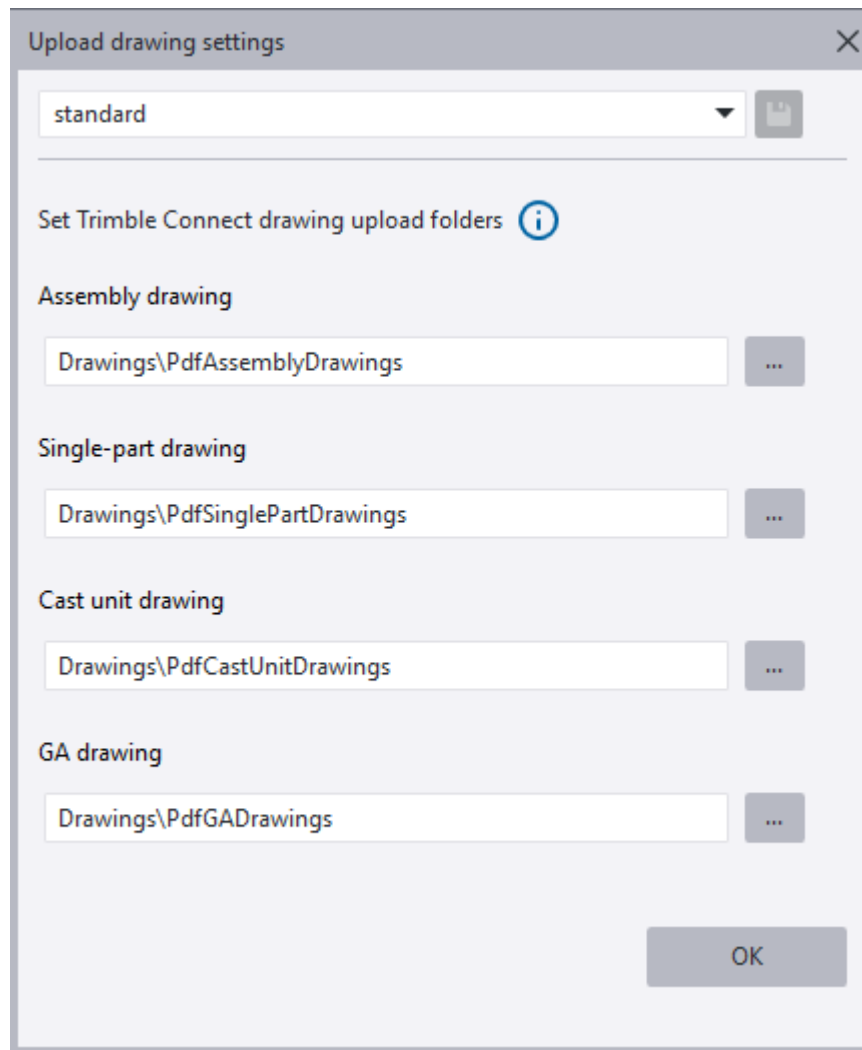 Upload drawing settings
standard
Set Trimble Connect drawing upload folders
Assembly drawing
Drawings\PdfAssemblyDrawings
...
Single-part drawing
Drawings\PdfSinglePartDrawings
...
Cast unit drawing
Drawings\PdfCastUnitDrawings
...
GA drawing
Drawings\PdfGADrawings
...
OK